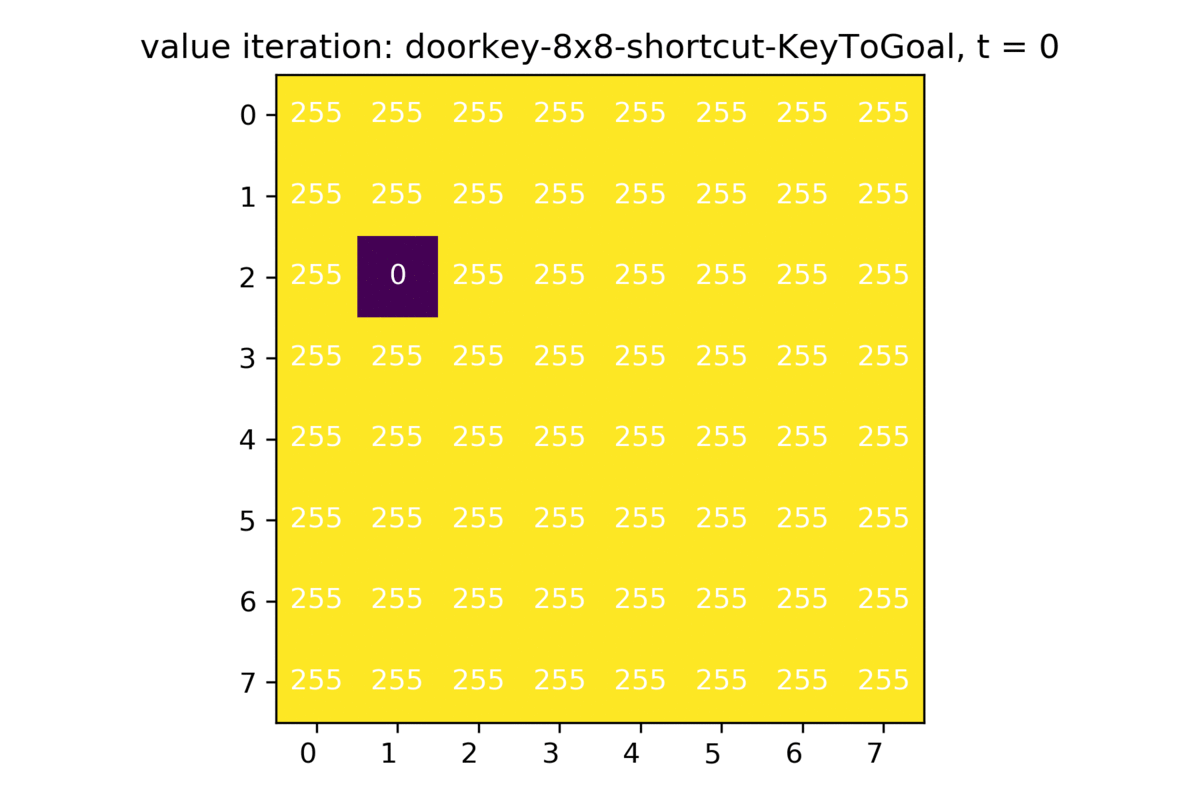 value iteration: doorkey-8x8-shortcut-KeyToGoal, t = 0
0 255 255 255 255 255 255 255 255
1 255 255 255 255 255 255 255 255
2 255 0 255 255 255 255 255 255
3 255 255 255 255 255 255 255 255
4 255 255 255 255 255 255 255 255
5 255 255 255 255 255 255 255 255
6 255 255 255 255 255 255 255 255
7 255 255 255 255 255 255 255 255
0 1 2 3 4 5 6 7